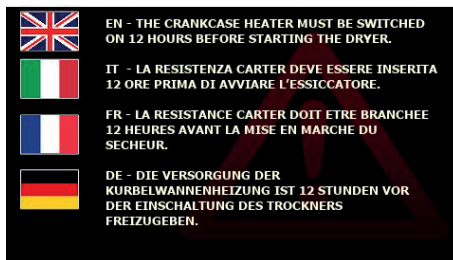 EN - THE CRANKCASE HEATER MUST BE SWITCHED
ON 12 HOURS BEFORE STARTING THE DRYER.
IT - LA RESISTENZA CARTER DEVE ESSERE INSERITA
12 ORE PRIMA DI AVVIARE L'ESSICCATORE.
FR - LA RESISTANCE CARTER DOIT ETRE BRANCHEE
12 HEURES AVANT LA MISE EN MARCHE DU
SECHEUR.
DE - DIE VERSORGUNG DER
KURBELWANNENHEIZUNG IST 12 STUNDEN VOR
DER EINSCHALTUNG DES TROCKNERS
FREIZUGEBEN.